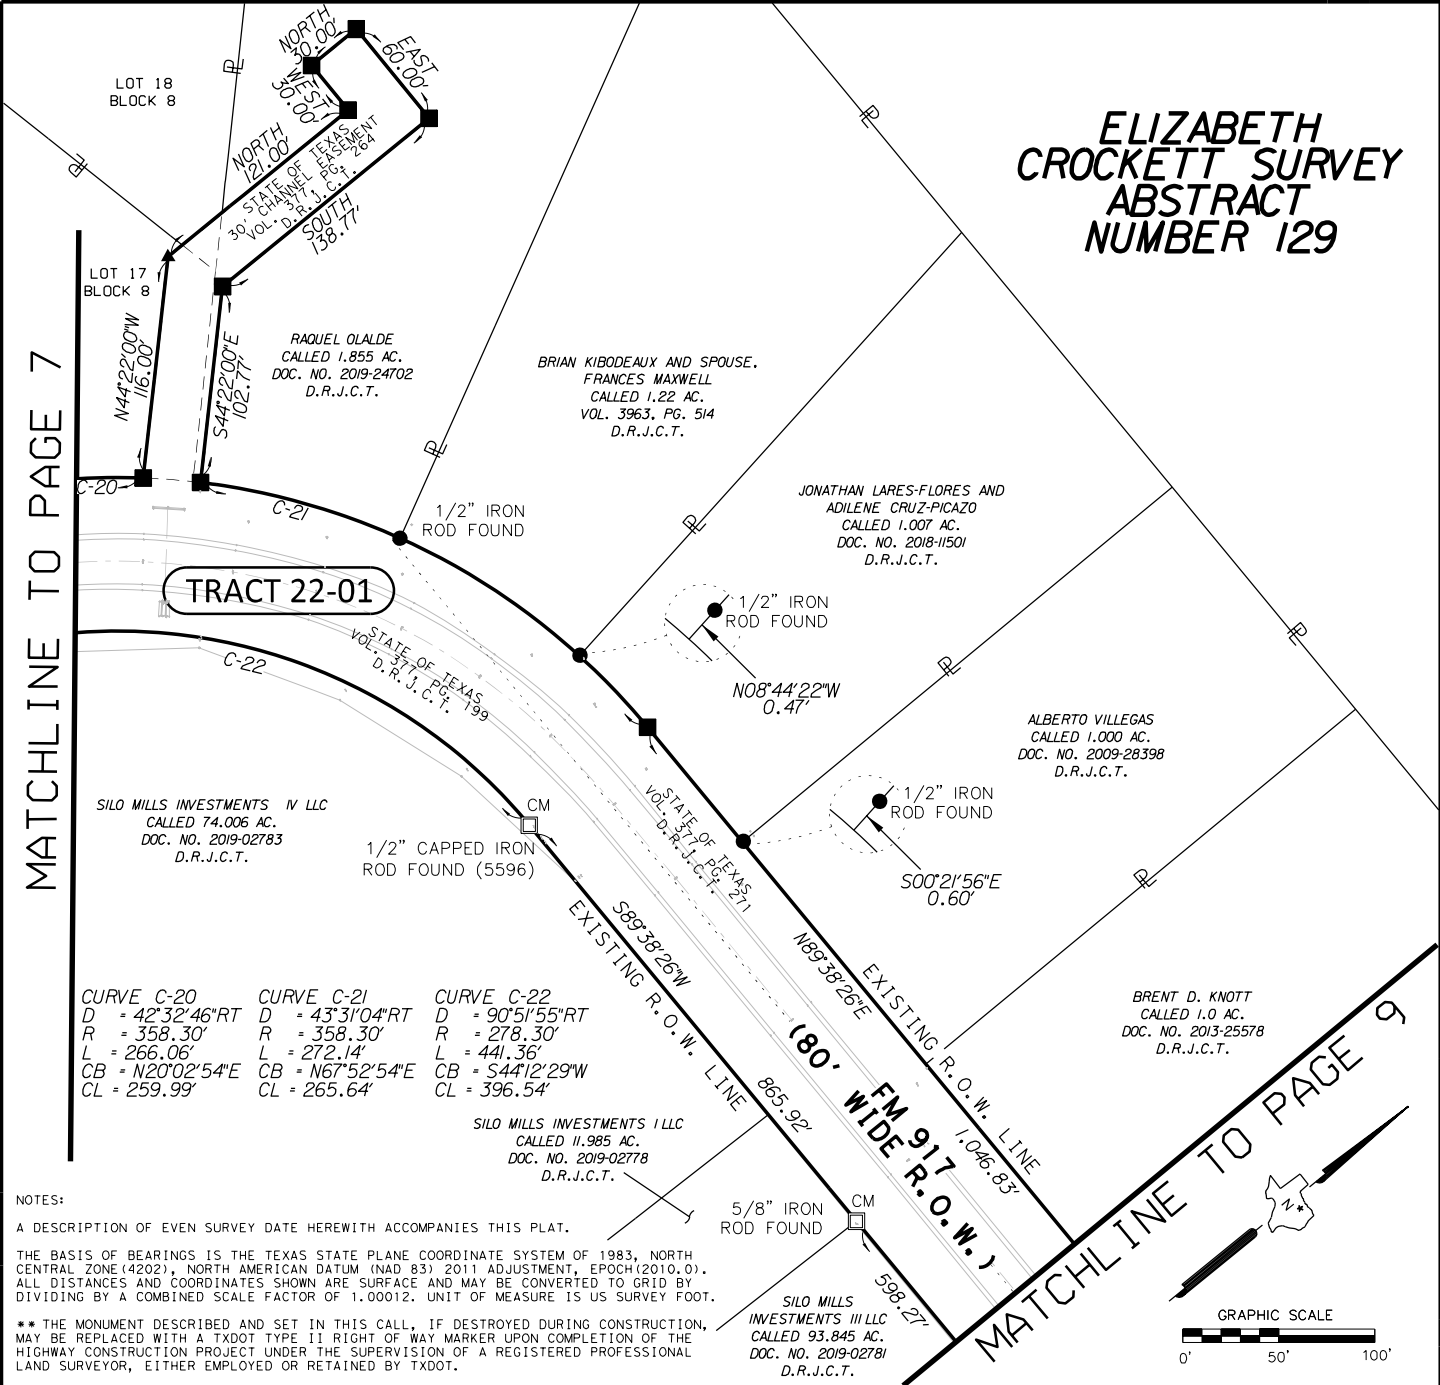 NORTH
30.00'
EAST
60.00'
WEST
30.00'
LOT 18
BLOCK 8
NORTH
121.00'
STATE OF TEXAS
30' CHANNEL EASEMENT
VOL. 377, PG. 264
D.R.J.C.T.
SOUTH
138.77'
PL
PL
PL
ELIZABETH
CROCKETT SURVEY
ABSTRACT
NUMBER 129
LOT 17
BLOCK 8
N44°22'00"W
116.00'
S44°22'00"E
102.77'
RAQUEL OLALDE
CALLED 1.855 AC.
DOC. NO. 2019-24702
D.R.J.C.T.
BRIAN KIBODEAUX AND SPOUSE,
FRANCES MAXWELL
CALLED 1.22 AC.
VOL. 3963, PG. 514
D.R.J.C.T.
MATCHLINE TO PAGE 7
PL
C-20
C-21
1/2" IRON
ROD FOUND
PL
JONATHAN LARES-FLORES AND
ADILENE CRUZ-PICAZO
CALLED 1.007 AC.
DOC. NO. 2018-11501
D.R.J.C.T.
TRACT 22-01
1/2" IRON
ROD FOUND
PL
C-22
STATE OF TEXAS
VOL. 377, PG. 199
D.R.J.C.T.
N08°44'22"W
0.47'
PL
ALBERTO VILLEGAS
CALLED 1.000 AC.
DOC. NO. 2009-28398
D.R.J.C.T.
SILO MILLS INVESTMENTS IV LLC
CALLED 74.006 AC.
DOC. NO. 2019-02783
D.R.J.C.T.
CM
1/2" CAPPED IRON
ROD FOUND (5596)
STATE OF TEXAS
VOL. 377, PG. 271
D.R.J.C.T.
1/2" IRON
ROD FOUND
S00°21'56"E
0.60'
PL
S89°38'26"W
EXISTING R.O.W. LINE
865.92'
N89°38'26"E
EXISTING R.O.W. LINE
1,046.83'
CURVE C-20
D = 42°32'46"RT
R = 358.30'
L = 266.06'
CB = N20°02'54"E
CL = 259.99'
CURVE C-21
D = 43°31'04"RT
R = 358.30'
L = 272.14'
CB = N67°52'54"E
CL = 265.64'
CURVE C-22
D = 90°51'55"RT
R = 278.30'
L = 441.36'
CB = S44°12'29"W
CL = 396.54'
FM 917
(80' WIDE R.O.W.)
BRENT D. KNOTT
CALLED 1.0 AC.
DOC. NO. 2013-25578
D.R.J.C.T.
MATCHLINE TO PAGE 9
SILO MILLS INVESTMENTS I LLC
CALLED 11.985 AC.
DOC. NO. 2019-02778
D.R.J.C.T.
5/8" IRON
ROD FOUND
CM
598.27'
SILO MILLS
INVESTMENTS III LLC
CALLED 93.845 AC.
DOC. NO. 2019-02781
D.R.J.C.T.
NOTES:
A DESCRIPTION OF EVEN SURVEY DATE HEREWITH ACCOMPANIES THIS PLAT.
THE BASIS OF BEARINGS IS THE TEXAS STATE PLANE COORDINATE SYSTEM OF 1983, NORTH
CENTRAL ZONE(4202), NORTH AMERICAN DATUM (NAD 83) 2011 ADJUSTMENT, EPOCH(2010.0).
ALL DISTANCES AND COORDINATES SHOWN ARE SURFACE AND MAY BE CONVERTED TO GRID BY
DIVIDING BY A COMBINED SCALE FACTOR OF 1.00012. UNIT OF MEASURE IS US SURVEY FOOT.
** THE MONUMENT DESCRIBED AND SET IN THIS CALL, IF DESTROYED DURING CONSTRUCTION,
MAY BE REPLACED WITH A TXDOT TYPE II RIGHT OF WAY MARKER UPON COMPLETION OF THE
HIGHWAY CONSTRUCTION PROJECT UNDER THE SUPERVISION OF A REGISTERED PROFESSIONAL
LAND SURVEYOR, EITHER EMPLOYED OR RETAINED BY TXDOT.
N
GRAPHIC SCALE
0' 50' 100'